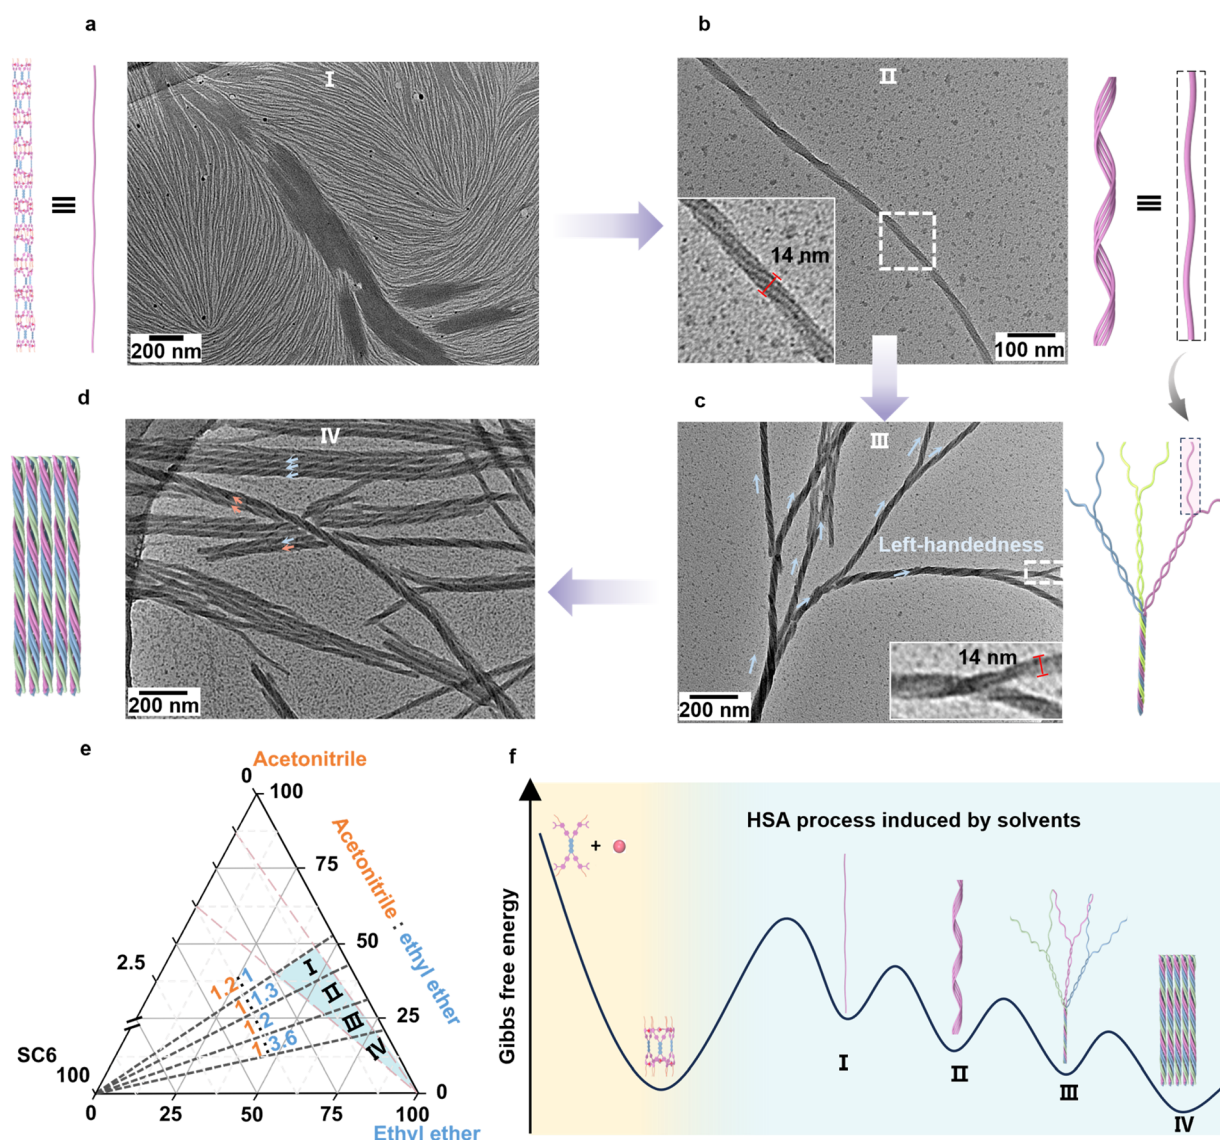 a
I
200 nm
b
II
14 nm
100 nm
c
III
Left-handedness
14 nm
200 nm
d
IV
200 nm
e
Acetonitrile
0
100
75
50
25
0
Acetonitrile : ethyl ether
2.5
SC6
100
1.2:1
1:1.3
1:2
1:3.6
I
II
III
IV
0
25
50
75
100
Ethyl ether
f
Gibbs free energy
HSA process induced by solvents
+
I
II
III
IV